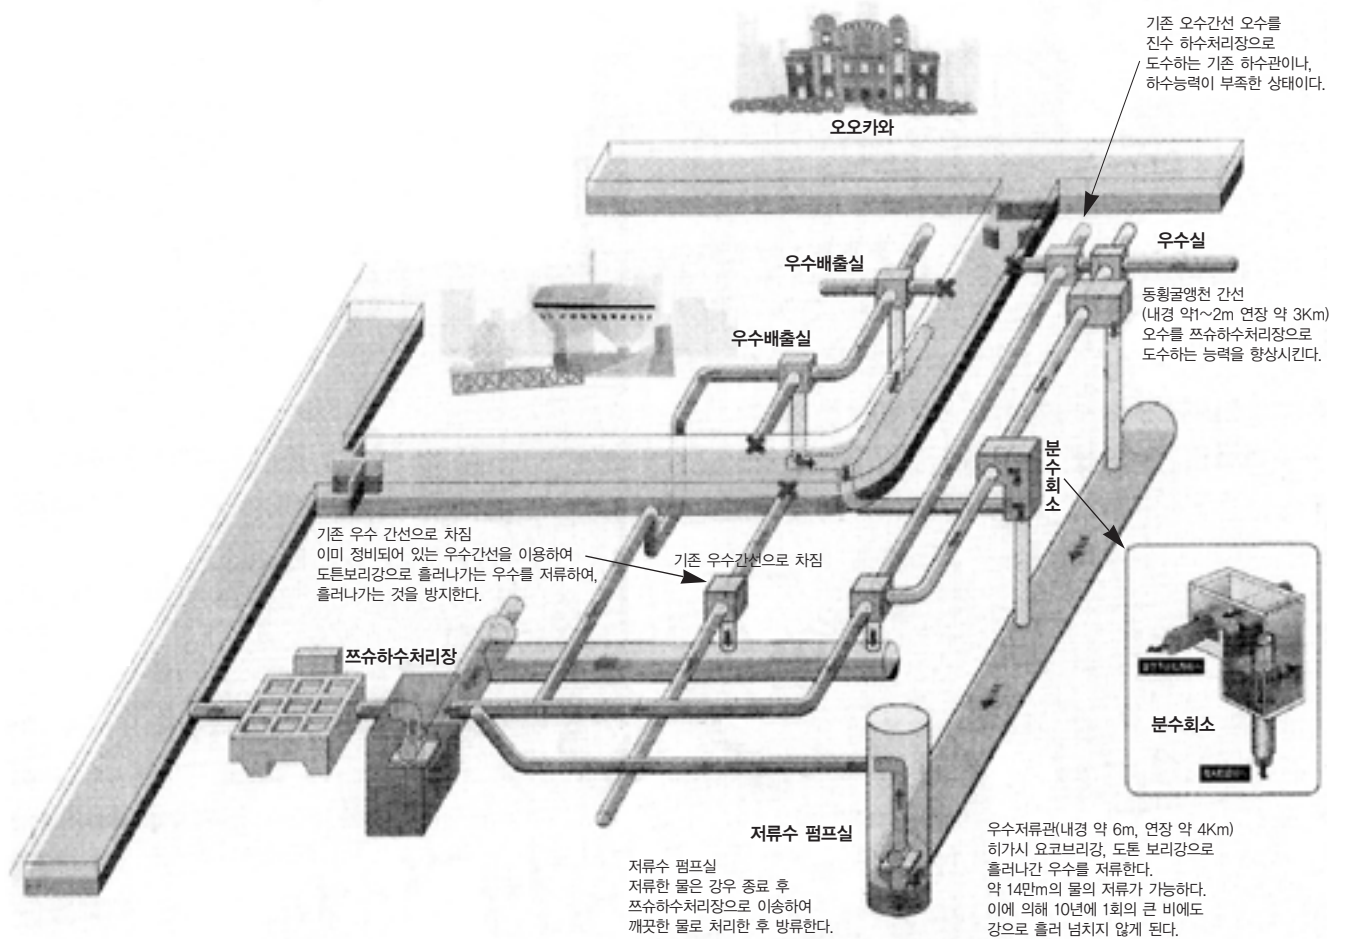 기존 오수간선 오수를
진수 하수처리장으로
도수하는 기존 하수관이나,
하수능력이 부족한 상태이다.
오오카와
우수실
우수배출실
동횡굴앵천 간선
(내경 약1~2m 연장 약 3Km)
오수를 쯔슈하수처리장으로
도수하는 능력을 향상시킨다.
우수배출실
분수회소
기존 우수 간선으로 차짐
이미 정비되어 있는 우수간선을 이용하여
도톤보리강으로 흘러나가는 우수를 저류하여,
흘러나가는 것을 방지한다.
기존 우수간선으로 차짐
쯔슈하수처리장
분수회소
저류수 펌프실
저류수 펌프실
저류한 물은 강우 종료 후
쯔슈하수처리장으로 이송하여
깨끗한 물로 처리한 후 방류한다.
우수저류관(내경 약 6m, 연장 약 4Km)
히가시 요코브리강, 도톤 보리강으로
흘러나간 우수를 저류한다.
약 14만m의 물의 저류가 가능하다.
이에 의해 10년에 1회의 큰 비에도
강으로 흘러 넘치지 않게 된다.